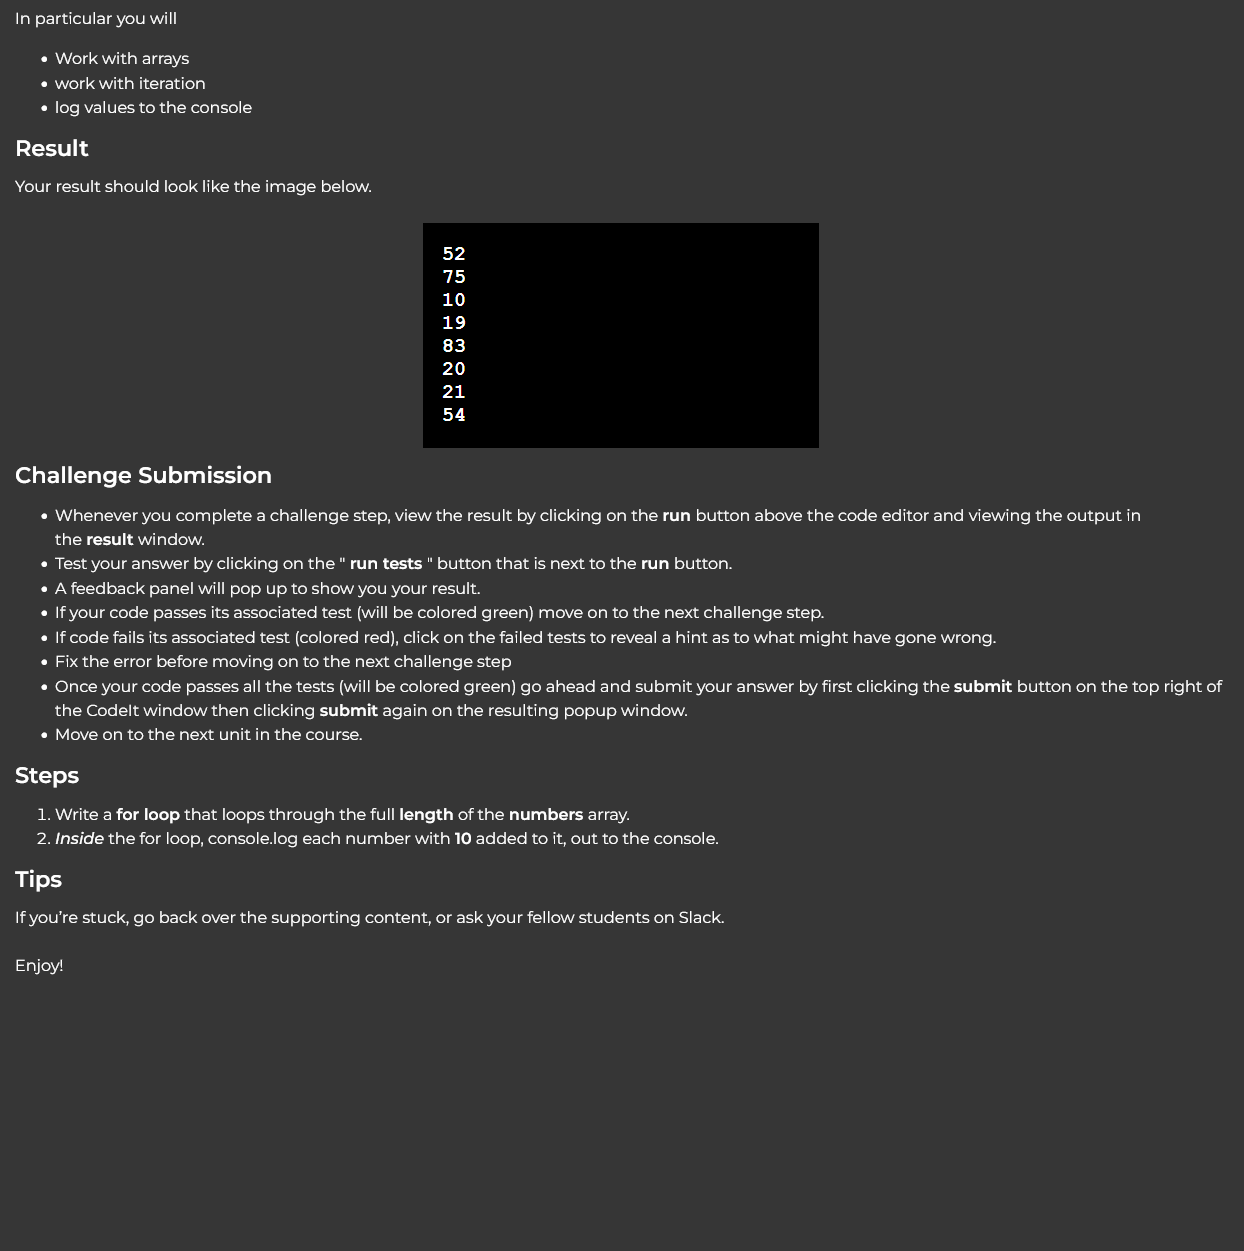 In particular you will
• Work with arrays
• work with iteration
• log values to the console
Result
Your result should look like the image below.
52
75
10
19
83
20
21
54
Challenge Submission
• Whenever you complete a challenge step, view the result by clicking on the run button above the code editor and viewing the output in
the result window.
• Test your answer by clicking on the " run tests " button that is next to the run button.
• A feedback panel will pop up to show you your result.
• If your code passes its associated test (will be colored green) move on to the next challenge step.
• If code fails its associated test (colored red), click on the failed tests to reveal a hint as to what might have gone wrong.
• Fix the error before moving on to the next challenge step
• Once your code passes all the tests (will be colored green) go ahead and submit your answer by first clicking the submit button on the top right of
the CodeIt window then clicking submit again on the resulting popup window.
• Move on to the next unit in the course.
Steps
1. Write a for loop that loops through the full length of the numbers array.
2. Inside the for loop, console.log each number with 10 added to it, out to the console.
Tips
If you’re stuck, go back over the supporting content, or ask your fellow students on Slack.
Enjoy!